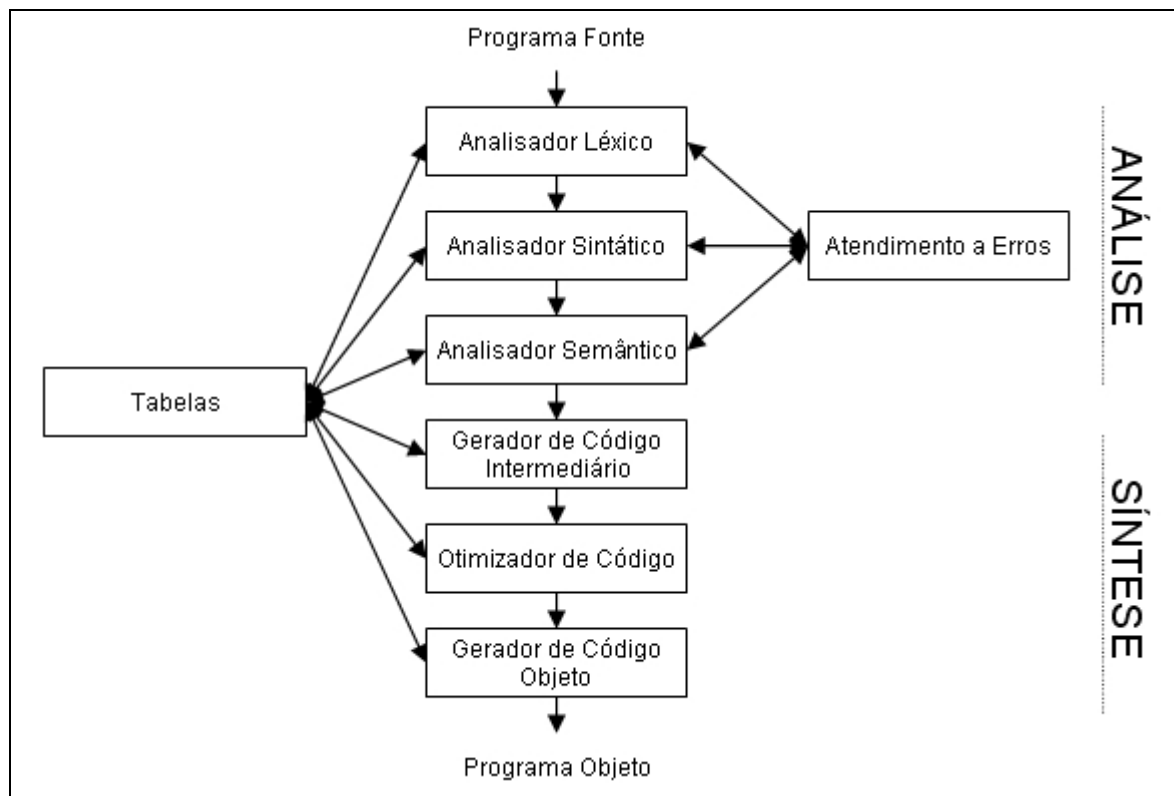 Programa Fonte
Analisador Léxico
Analisador Sintático
Atendimento a Erros
Analisador Semântico
Tabelas
Gerador de Código
Intermediário
Otimizador de Código
Gerador de Código
Objeto
Programa Objeto
ANÁLISE
SÍNTESE